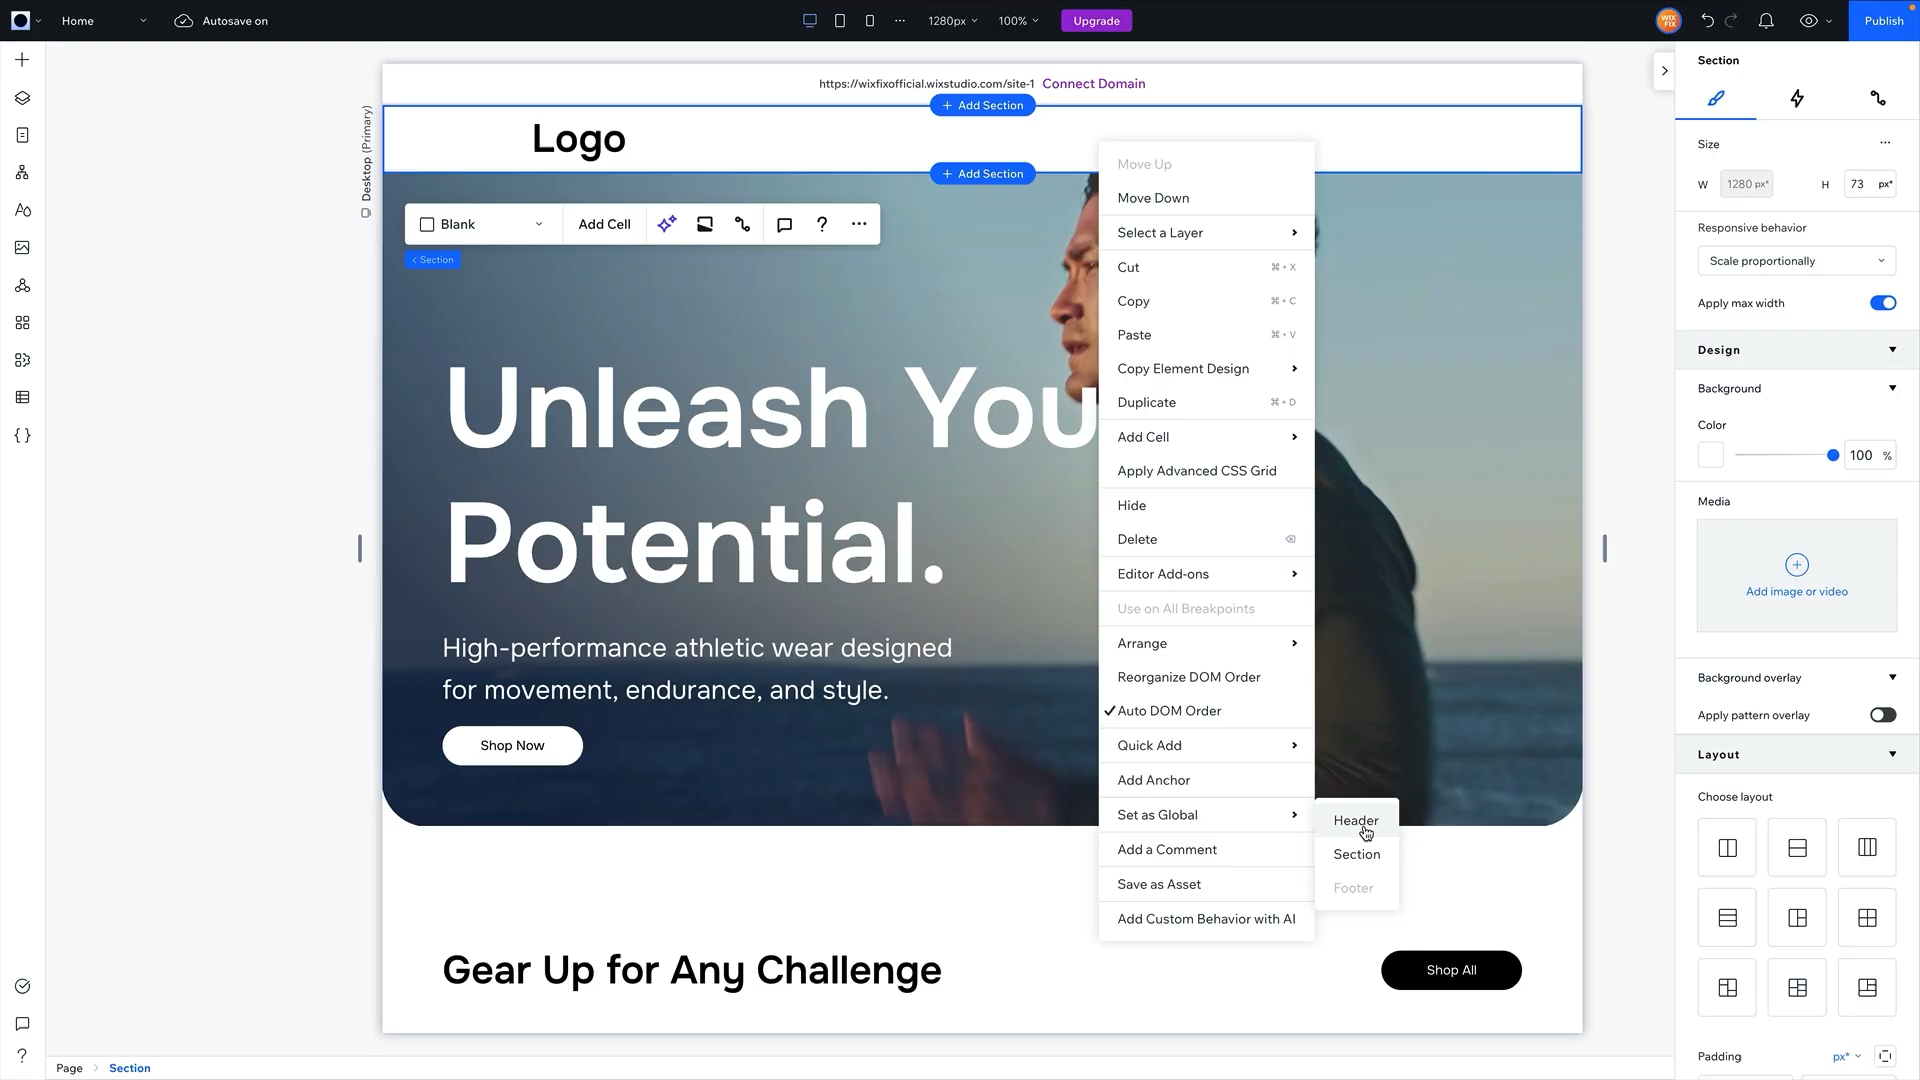 Home
Autosave on
1280px
100%
Upgrade
WIX
FIX
Publish
https://wixfixofficial.wixstudio.com/site-1 Connect Domain
+ Add Section
Desktop (Primary)
Logo
+ Add Section
Blank
Add Cell
?
< Section
Unleash You
Potential.
High-performance athletic wear designed
for movement, endurance, and style.
Shop Now
Gear Up for Any Challenge
Shop All
Move Up
Move Down
Select a Layer
Cut ⌘ + X
Copy ⌘ + C
Paste ⌘ + V
Copy Element Design
Duplicate ⌘ + D
Add Cell
Apply Advanced CSS Grid
Hide
Delete
Editor Add-ons
Use on All Breakpoints
Arrange
Reorganize DOM Order
Auto DOM Order
Quick Add
Add Anchor
Set as Global
Add a Comment
Save as Asset
Add Custom Behavior with AI
Header
Section
Footer
Section
Size
W 1280 px* H 73 px*
Responsive behavior
Scale proportionally
Apply max width
Design
Background
Color
100 %
Media
Add image or video
Background overlay
Apply pattern overlay
Layout
Choose layout
Padding px*
?
Page > Section